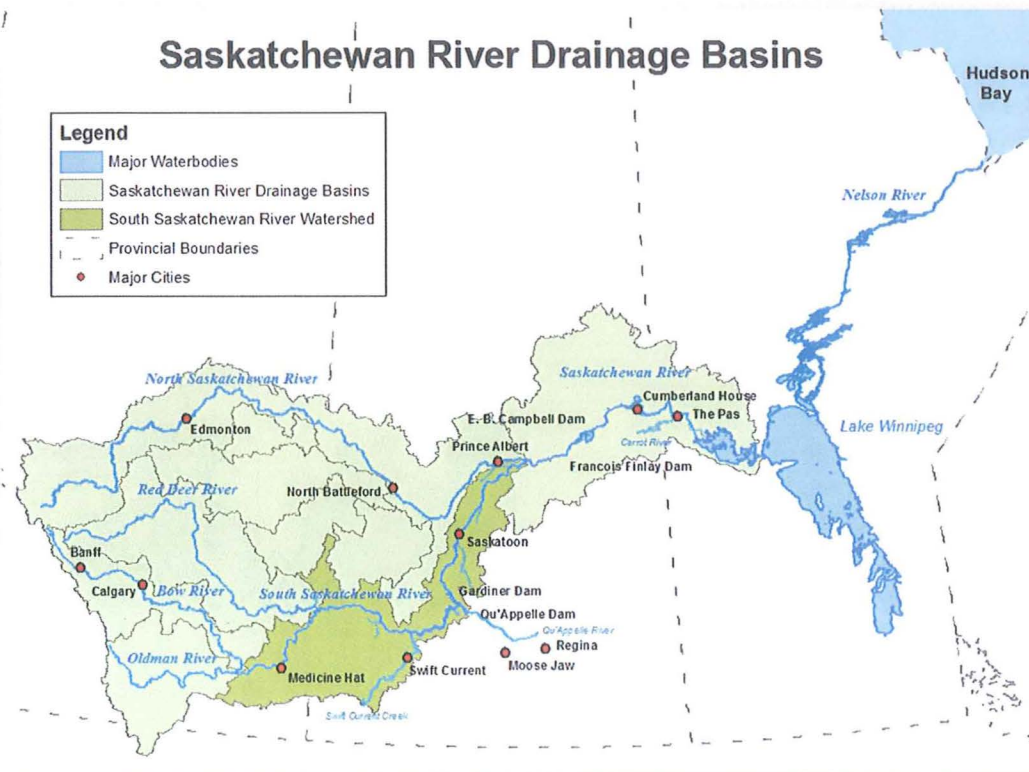 Saskatchewan River Drainage Basins
Hudson
Bay
Legend
Major Waterbodies
Saskatchewan River Drainage Basins
South Saskatchewan River Watershed
Provincial Boundaries
Major Cities
Nelson River
North Saskatchewan River
Saskatchewan River
Cumberland House
The Pas
E. B. Campbell Dam
Edmonton
Lake Winnipeg
Carrot River
Prince Albert
Francois Finlay Dam
Red Deer River
North Battleford
Saskatoon
Banff
Calgary
Bow River
South Saskatchewan River
Gardiner Dam
Qu'Appelle Dam
Qu'Appelle River
Regina
Moose Jaw
Oldman River
Swift Current
Medicine Hat
Swift Current Creek